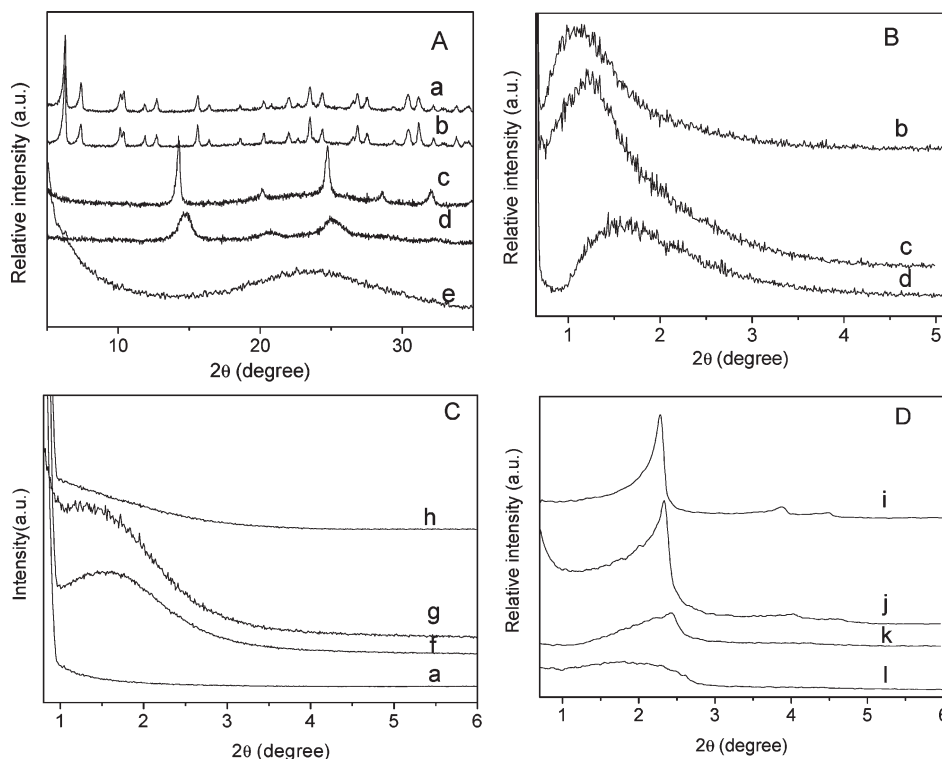 A
Relative intensity (a.u.)
a
b
c
d
e
10
20
30
2θ (degree)
B
Relative intensity (a.u.)
b
c
d
1
2
3
4
5
2θ (degree)
C
Intensity(a.u.)
h
g
f
a
1
2
3
4
5
6
2θ (degree)
D
Relative intensity (a.u.)
i
j
k
l
1
2
3
4
5
6
2θ (degree)